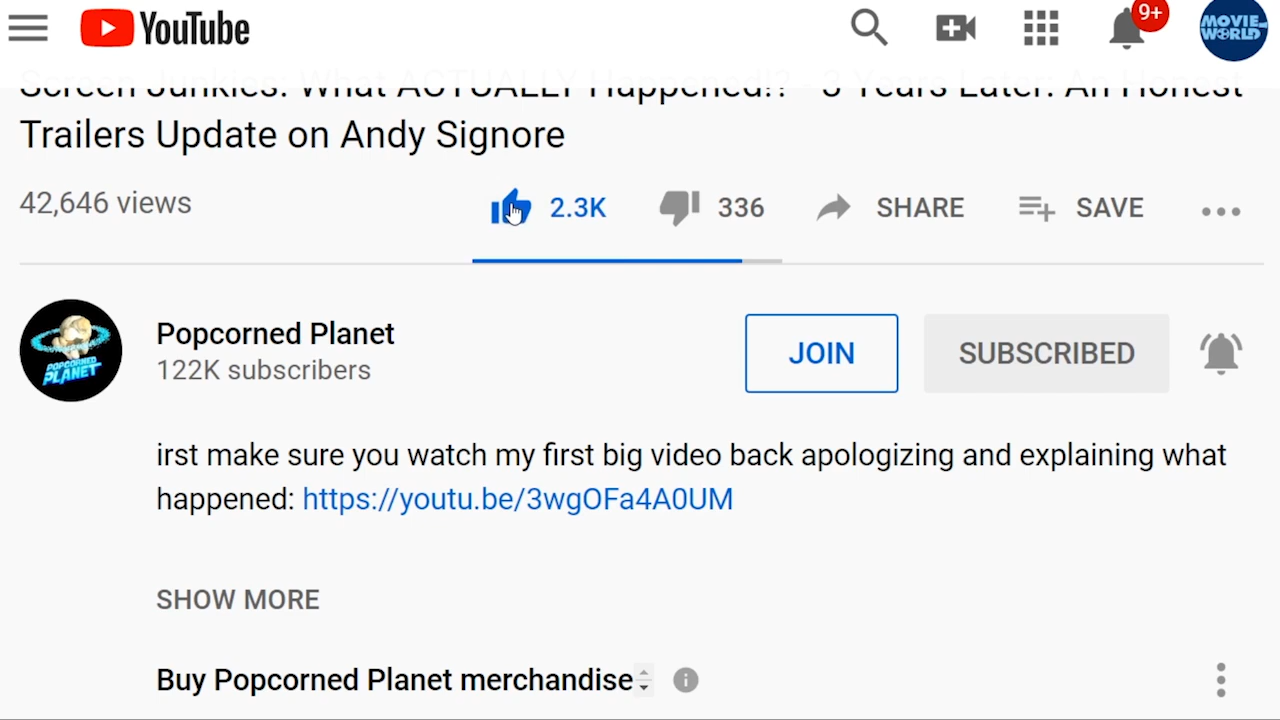 YouTube
9+
MOVIE-
WORLD
Screen Junkies: What ACTUALLY Happened!? - 3 Years Later: An Honest
Trailers Update on Andy Signore
42,646 views
2.3K
336
SHARE
SAVE
POPCORNED
PLANET
Popcorned Planet
122K subscribers
JOIN
SUBSCRIBED
irst make sure you watch my first big video back apologizing and explaining what
happened: https://youtu.be/3wgOFa4A0UM
SHOW MORE
Buy Popcorned Planet merchandise